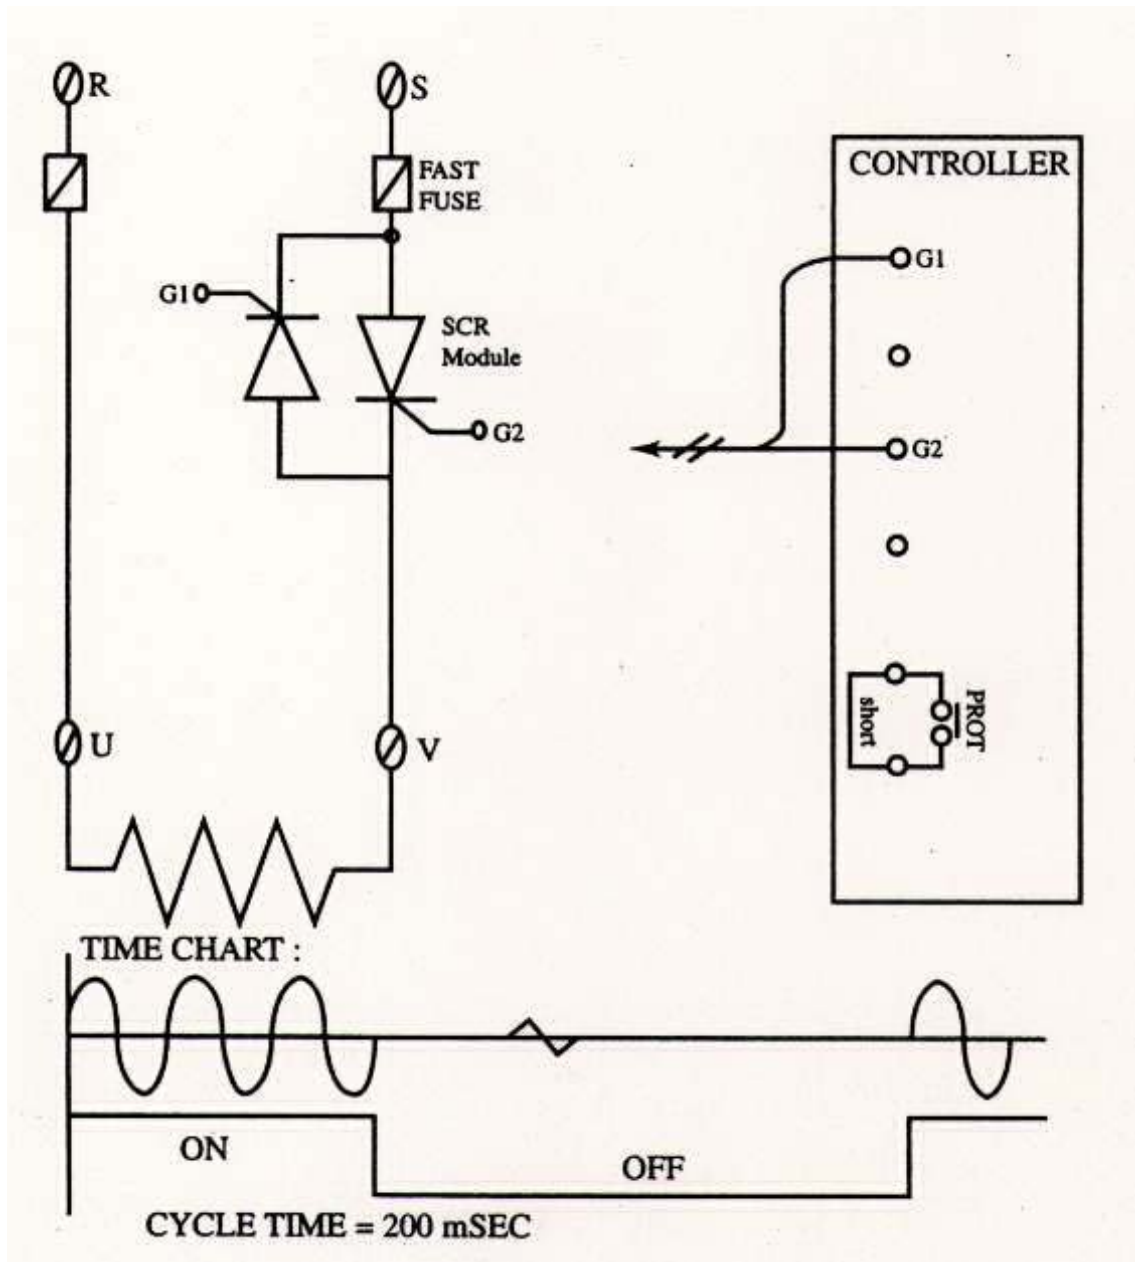 R
S
FAST
FUSE
CONTROLLER
G1
G1
SCR
Module
G2
G2
PROT
short
U
V
TIME CHART :
ON
OFF
CYCLE TIME = 200 mSEC